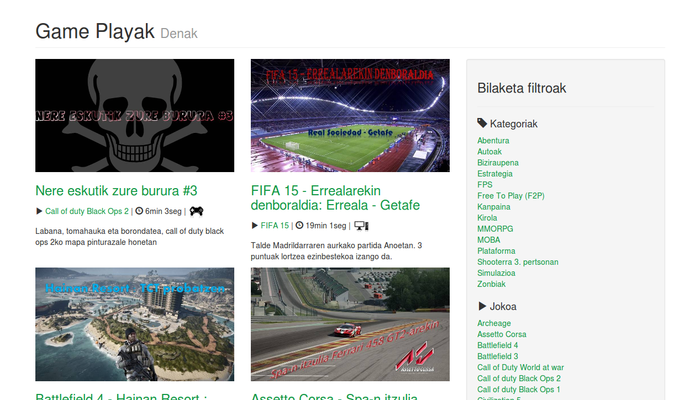 Game Playak Denak
NERE ESKUTIK ZURE BURURA #3
Nere eskutik zure burura #3
Call of duty Black Ops 2 | 6min 3seg |
Labana, tomahauka eta borondatea, call of duty black
ops 2ko mapa pinturazale honetan
FIFA 15 - ERREALAREKIN DENBORALDIA
Real Sociedad - Getafe
FIFA 15 - Errealarekin
denboraldia: Erreala - Getafe
FIFA 15 | 19min 1seg |
Talde Madrildarraren aurkako partida Anoetan. 3
puntuak lortzea ezinbestekoa izango da.
Hainan Resort : TCT probatzen
Battlefield 4 - Hainan Resort :
Spa-n itzulia Ferrari 458 GT2 Arekin
Assetto Corsa - Spa-n itzulia
Bilaketa filtroak
Kategoriak
Abentura
Autoak
Biziraupena
Estrategia
FPS
Free To Play (F2P)
Kanpaina
Kirola
MMORPG
MOBA
Plataforma
Shooterra 3. pertsonan
Simulazioa
Zonbiak
Jokoa
Archeage
Assetto Corsa
Battlefield 4
Battlefield 3
Call of Duty World at war
Call of duty Black Ops 2
Call of duty Black Ops 1